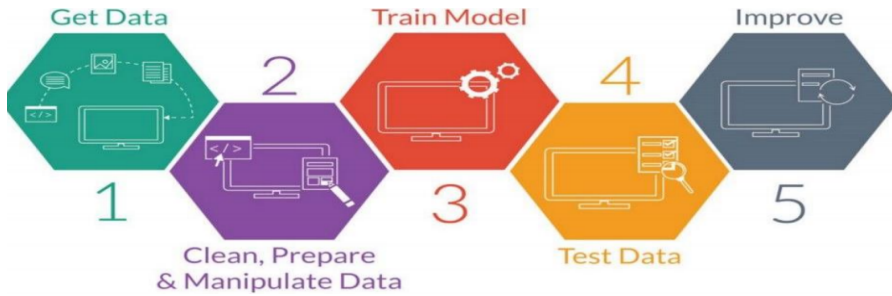 Get Data
Train Model
Improve
2
4
</>
</>
1
3
5
Clean, Prepare
& Manipulate Data
Test Data